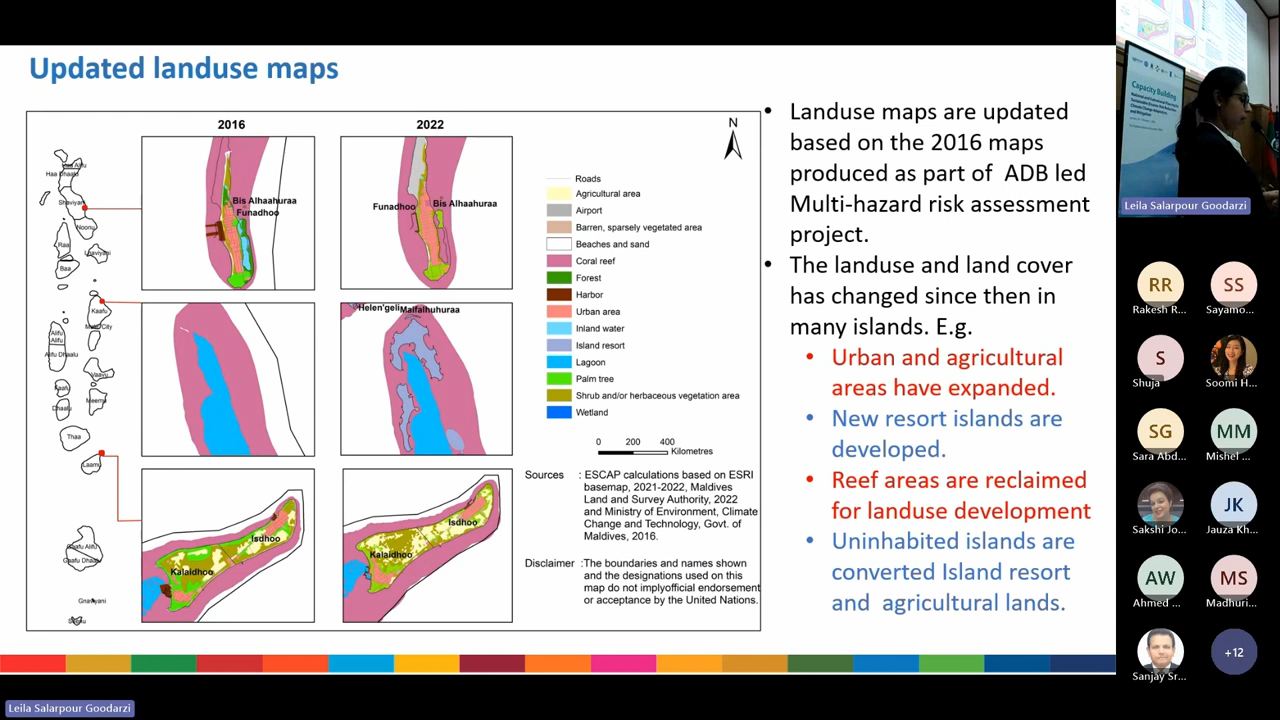 Updated landuse maps
2016
2022
N
Haa Alifu
Haa Dhaalu
Shaviyani
Noonu
Raa
Lhaviyani
Baa
Kaafu
Male' City
Alifu
Alifu
Alifu Dhaalu
Vaavu
Faafu
Meemu
Dhaalu
Thaa
Laamu
Gaafu Alifu
Gaafu Dhaalu
Gnaviyani
Seenu
Bis Alhaahuraa
Funadhoo
Funadhoo
Bis Alhaahuraa
Helen'geli
Maifalhuhuraa
Isdhoo
Kalaidhoo
Isdhoo
Kalaidhoo
Roads
Agricultural area
Airport
Barren, sparsely vegetated area
Beaches and sand
Coral reef
Forest
Harbor
Urban area
Inland water
Island resort
Lagoon
Palm tree
Shrub and/or herbaceous vegetation area
Wetland
0 200 400
Kilometres
Sources : ESCAP calculations based on ESRI
basemap, 2021-2022, Maldives
Land and Survey Authority, 2022
and Ministry of Environment, Climate
Change and Technology, Govt. of
Maldives, 2016.
Disclaimer :The boundaries and names shown
and the designations used on this
map do not implyofficial endorsement
or acceptance by the United Nations.
• Landuse maps are updated
based on the 2016 maps
produced as part of ADB led
Multi-hazard risk assessment
project.
• The landuse and land cover
has changed since then in
many islands. E.g.
• Urban and agricultural
areas have expanded.
• New resort islands are
developed.
• Reef areas are reclaimed
for landuse development
• Uninhabited islands are
converted Island resort
and agricultural lands.
Capacity Building
Leila Salarpour Goodarzi
RR
Rakesh R...
SS
Sayamo...
S
Shuja
Soomi H...
SG
Sara Abd...
MM
Mishel ...
Sakshi Jo...
JK
Jauza Kh...
AW
Ahmed ...
MS
Madhuri...
Sanjay Sr...
+12
Leila Salarpour Goodarzi